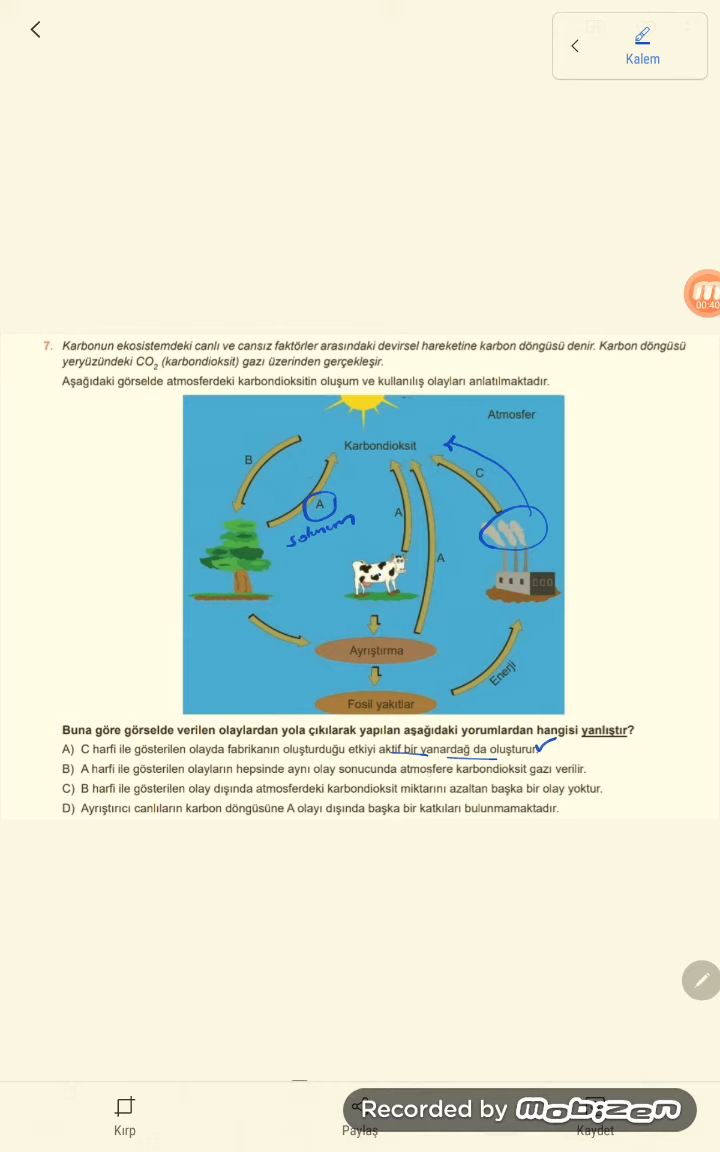 Kalem
00:40
7. Karbonun ekosistemdeki canlı ve cansız faktörler arasındaki devirsel hareketine karbon döngüsü denir. Karbon döngüsü
yeryüzündeki CO₂ (karbondioksit) gazı üzerinden gerçekleşir.
Aşağıdaki görselde atmosferdeki karbondioksitin oluşum ve kullanılış olayları anlatılmaktadır.
Atmosfer
Karbondioksit
B
C
A
A
solunum
A
Ayrıştırma
Enerji
Fosil yakıtlar
Buna göre görselde verilen olaylardan yola çıkılarak yapılan aşağıdaki yorumlardan hangisi yanlıştır?
A) C harfi ile gösterilen olayda fabrikanın oluşturduğu etkiyi aktif bir yanardağ da oluşturur.
B) A harfi ile gösterilen olayların hepsinde aynı olay sonucunda atmosfere karbondioksit gazı verilir.
C) B harfi ile gösterilen olay dışında atmosferdeki karbondioksit miktarını azaltan başka bir olay yoktur.
D) Ayrıştırıcı canlıların karbon döngüsüne A olayı dışında başka bir katkıları bulunmamaktadır.
Recorded by mobizen
Kırp
Paylaş
Kaydet